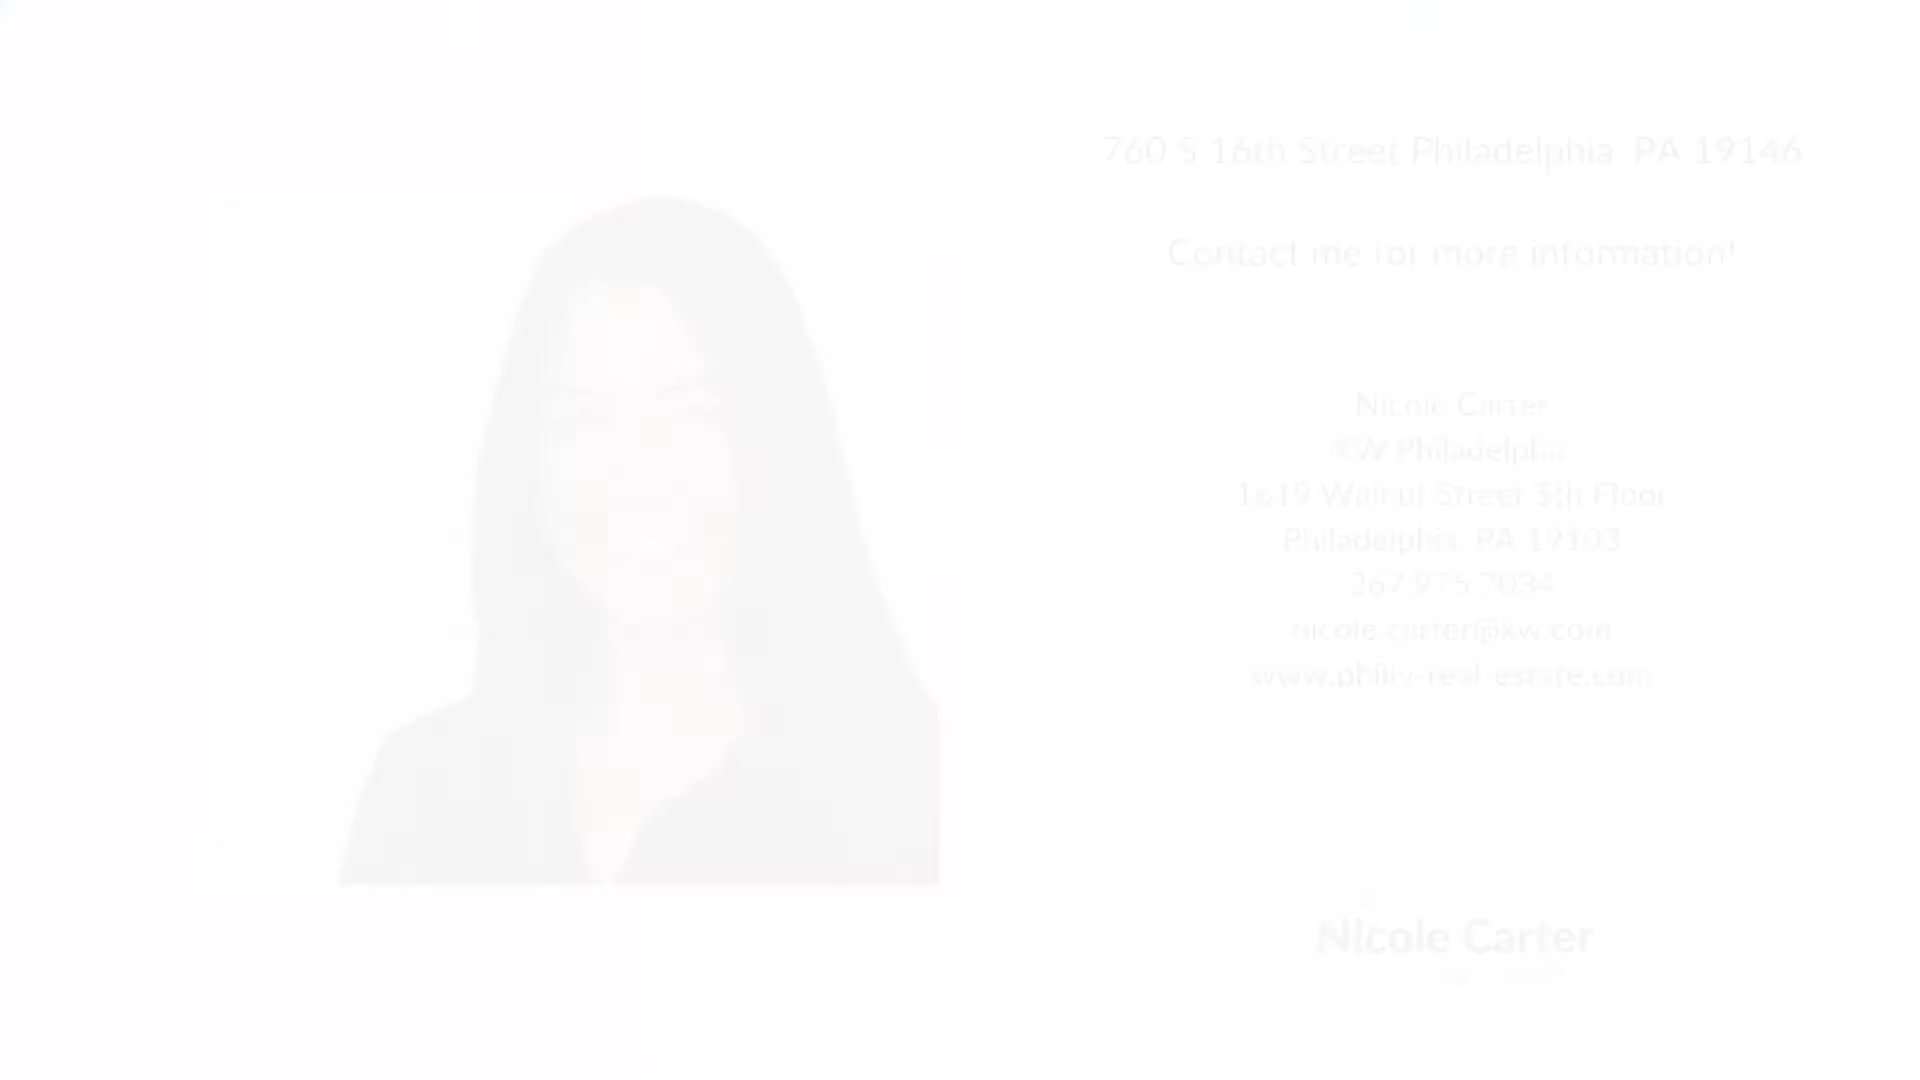 760 S 16th Street Philadelphia, PA 19146
Contact me for more information!
Nicole Carter
KW Philadelphia
1619 Walnut Street 5th Floor
Philadelphia, PA 19103
267.975.7034
nicole.carter@kw.com
www.philly-real-estate.com
Nicole Carter